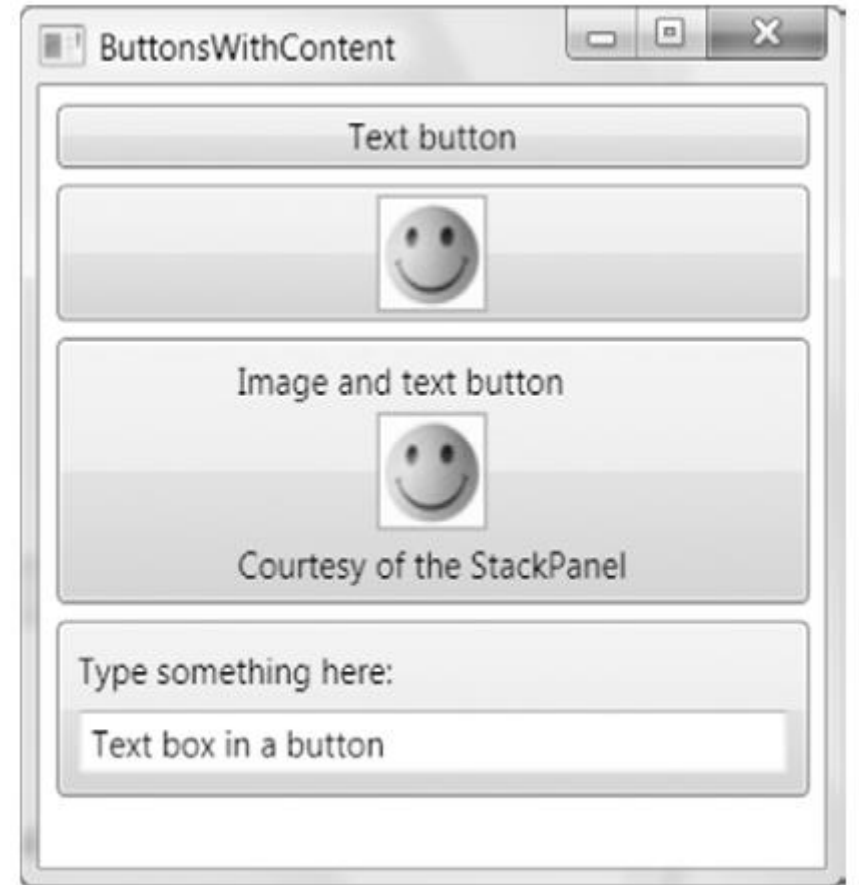 ButtonsWithContent
Text button
Image and text button
Courtesy of the StackPanel
Type something here:
Text box in a button